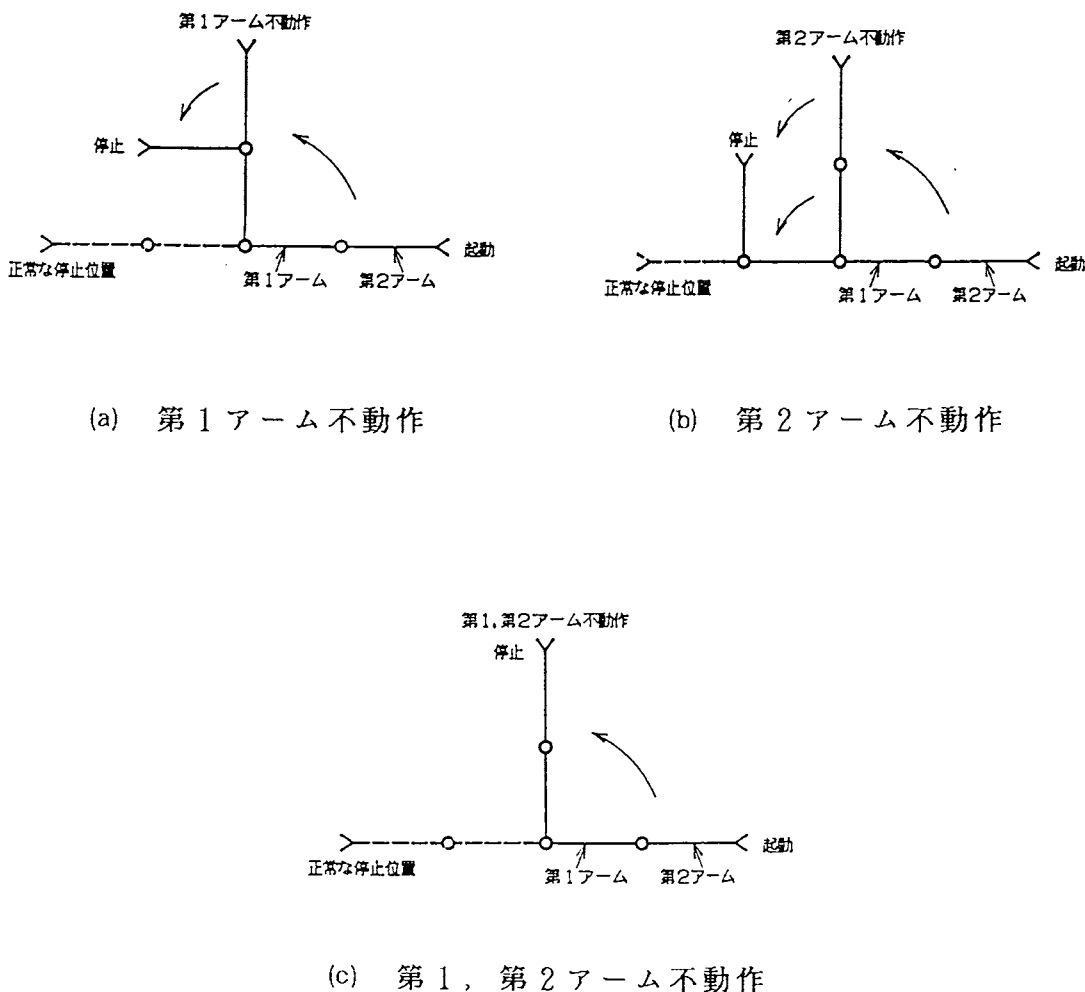 第1アーム不動作
停止
正常な停止位置
第1アーム
第2アーム
起動
(a) 第1アーム不動作
第2アーム不動作
停止
正常な停止位置
第1アーム
第2アーム
起動
(b) 第2アーム不動作
第1,第2アーム不動作
停止
正常な停止位置
第1アーム
第2アーム
起動
(c) 第1,第2アーム不動作